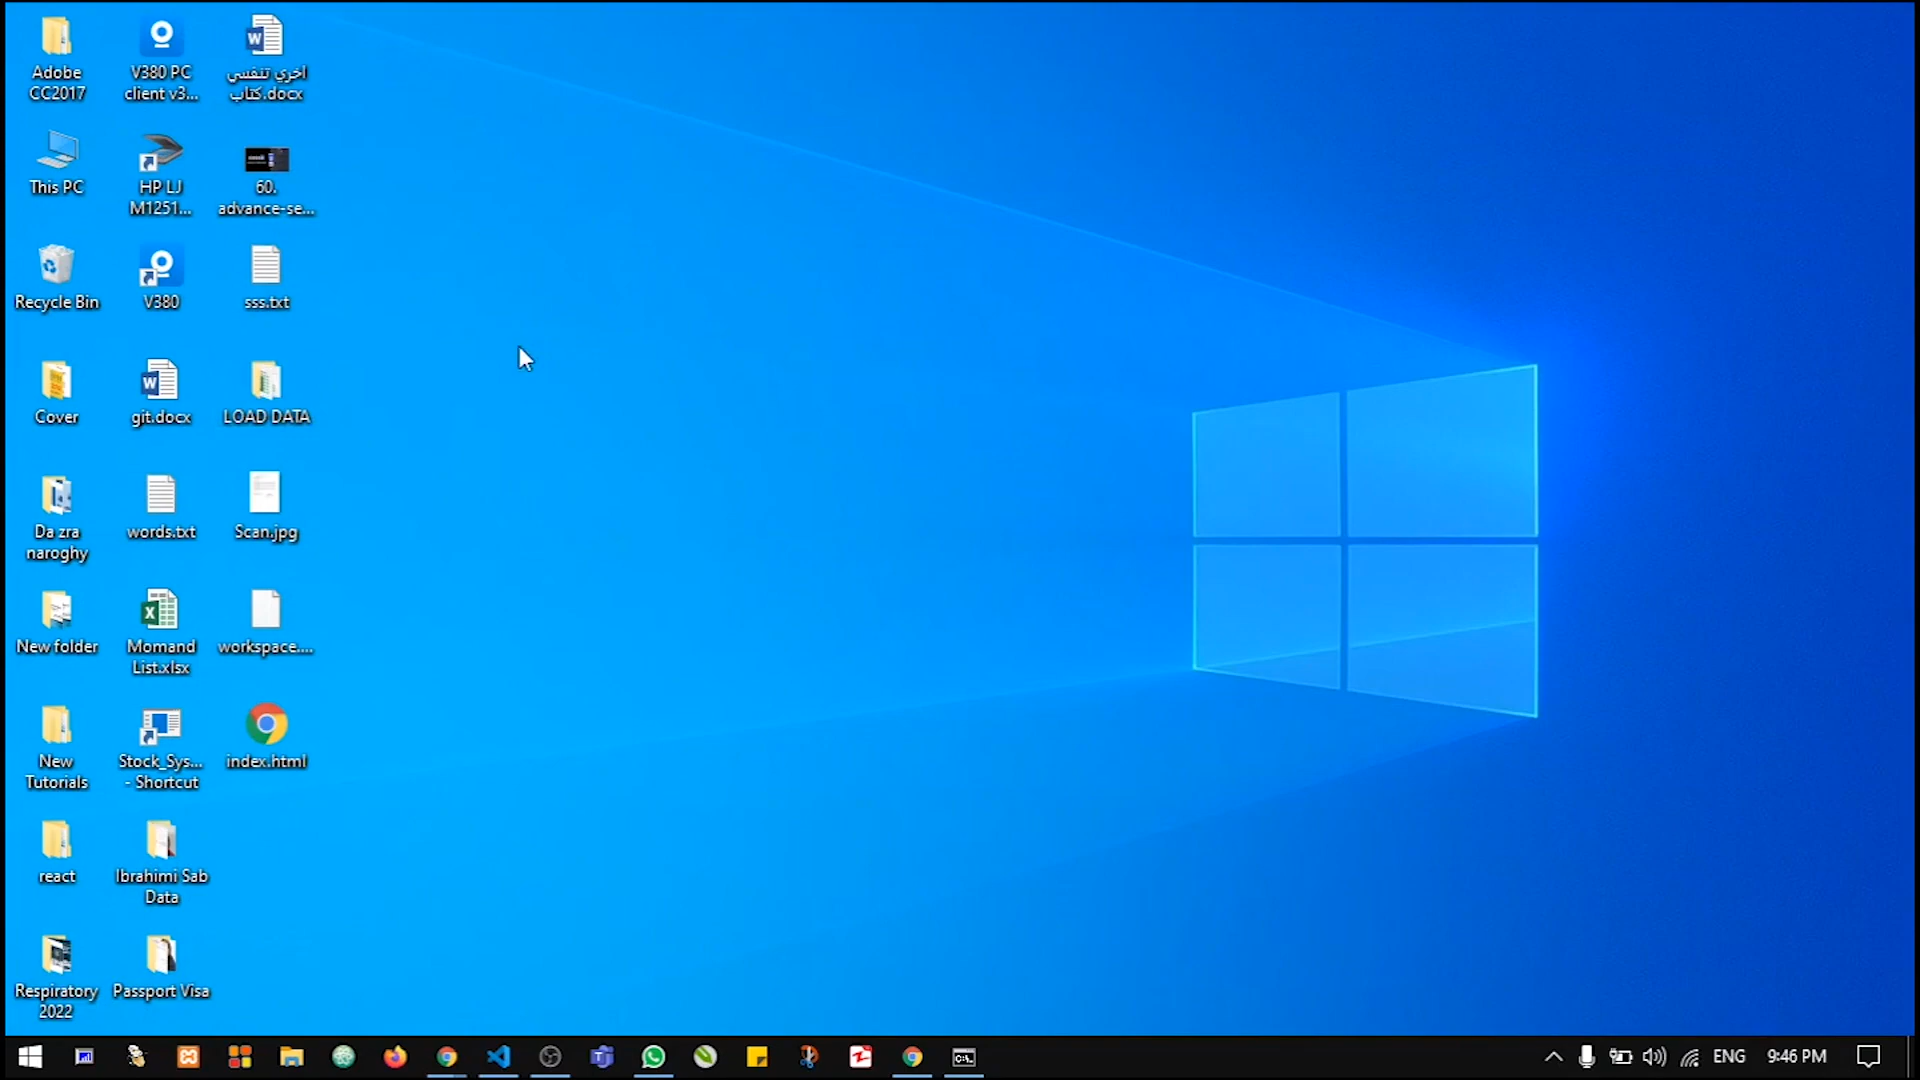 Adobe
CC2017
V380 PC
client v3...
اخري تنفسي
کتاب.docx
This PC
HP LJ
M1251...
60.
advance-se...
Recycle Bin
V380
sss.txt
Cover
git.docx
LOAD DATA
Da zra
naroghy
words.txt
Scan.jpg
New folder
Momand
List.xlsx
workspace....
New
Tutorials
Stock_Sys...
- Shortcut
index.html
react
Ibrahimi Sab
Data
Respiratory
2022
Passport Visa
ENG
9:46 PM